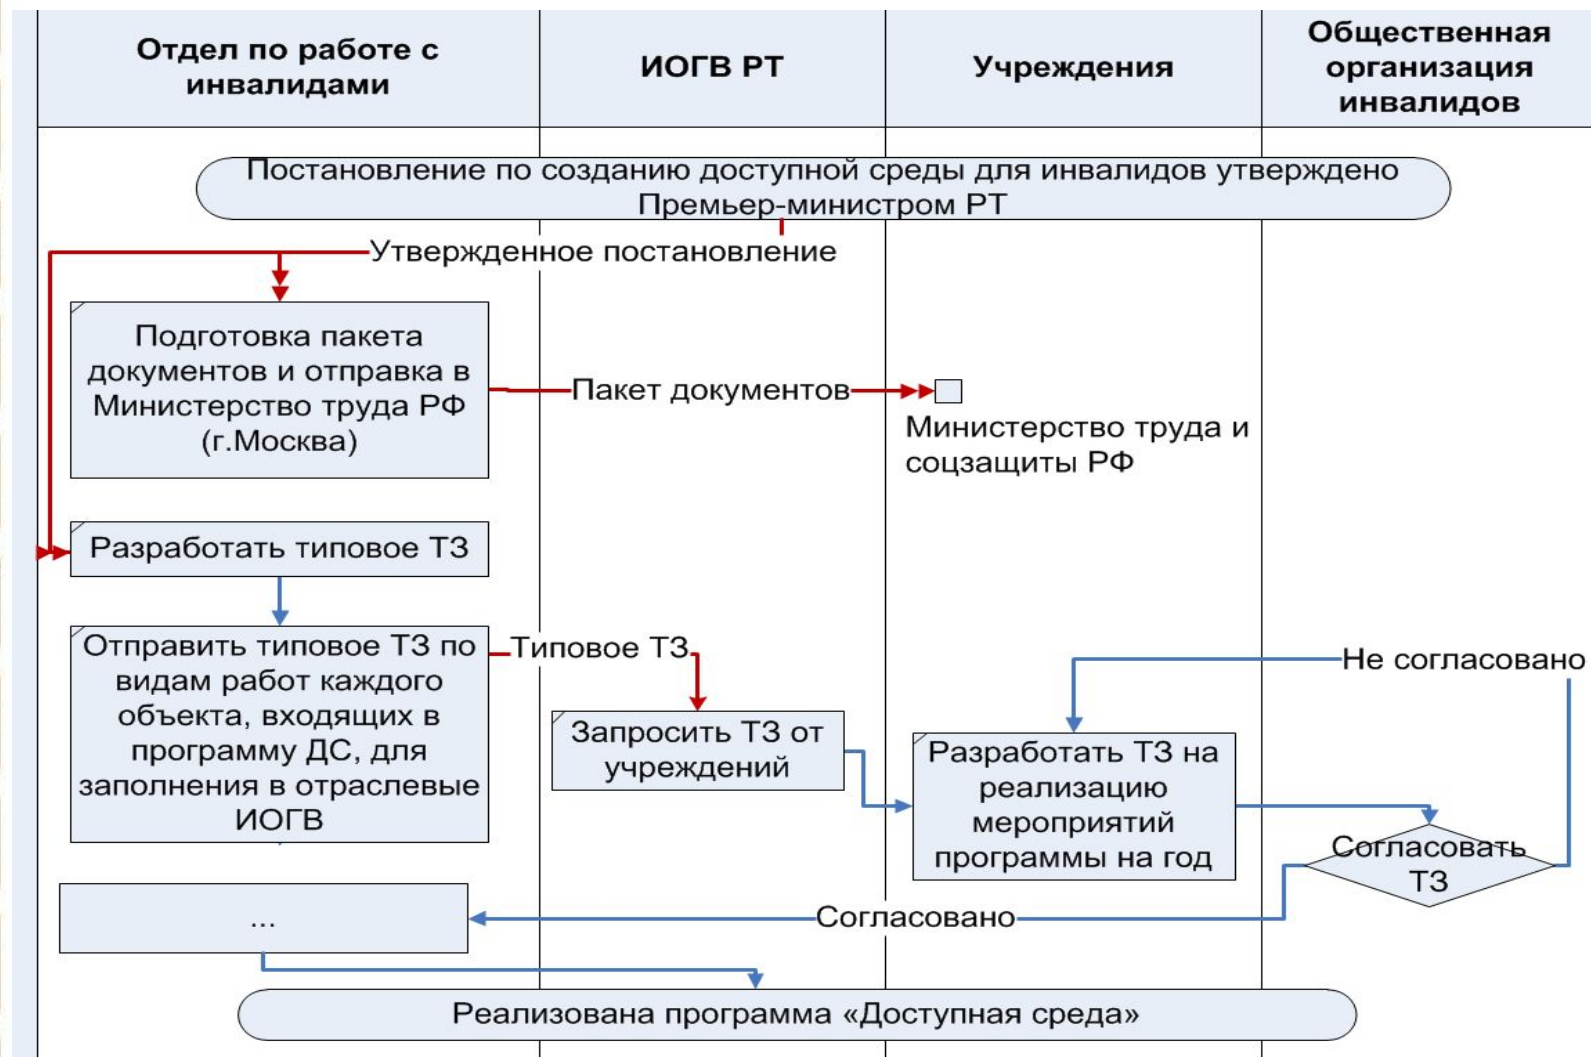 Отдел по работе с
инвалидами
ИОГВ РТ
Учреждения
Общественная
организация
инвалидов
Постановление по созданию доступной среды для инвалидов утверждено
Премьер-министром РТ
Утвержденное постановление
Подготовка пакета
документов и отправка в
Министерство труда РФ
(г.Москва)
Пакет документов
Министерство труда и
соцзащиты РФ
Разработать типовое ТЗ
Отправить типовое ТЗ по
видам работ каждого
объекта, входящих в
программу ДС, для
заполнения в отраслевые
ИОГВ
Типовое ТЗ
Запросить ТЗ от
учреждений
Разработать ТЗ на
реализацию
мероприятий
программы на год
Не согласовано
Согласовать
ТЗ
Согласовано
...
Реализована программа «Доступная среда»